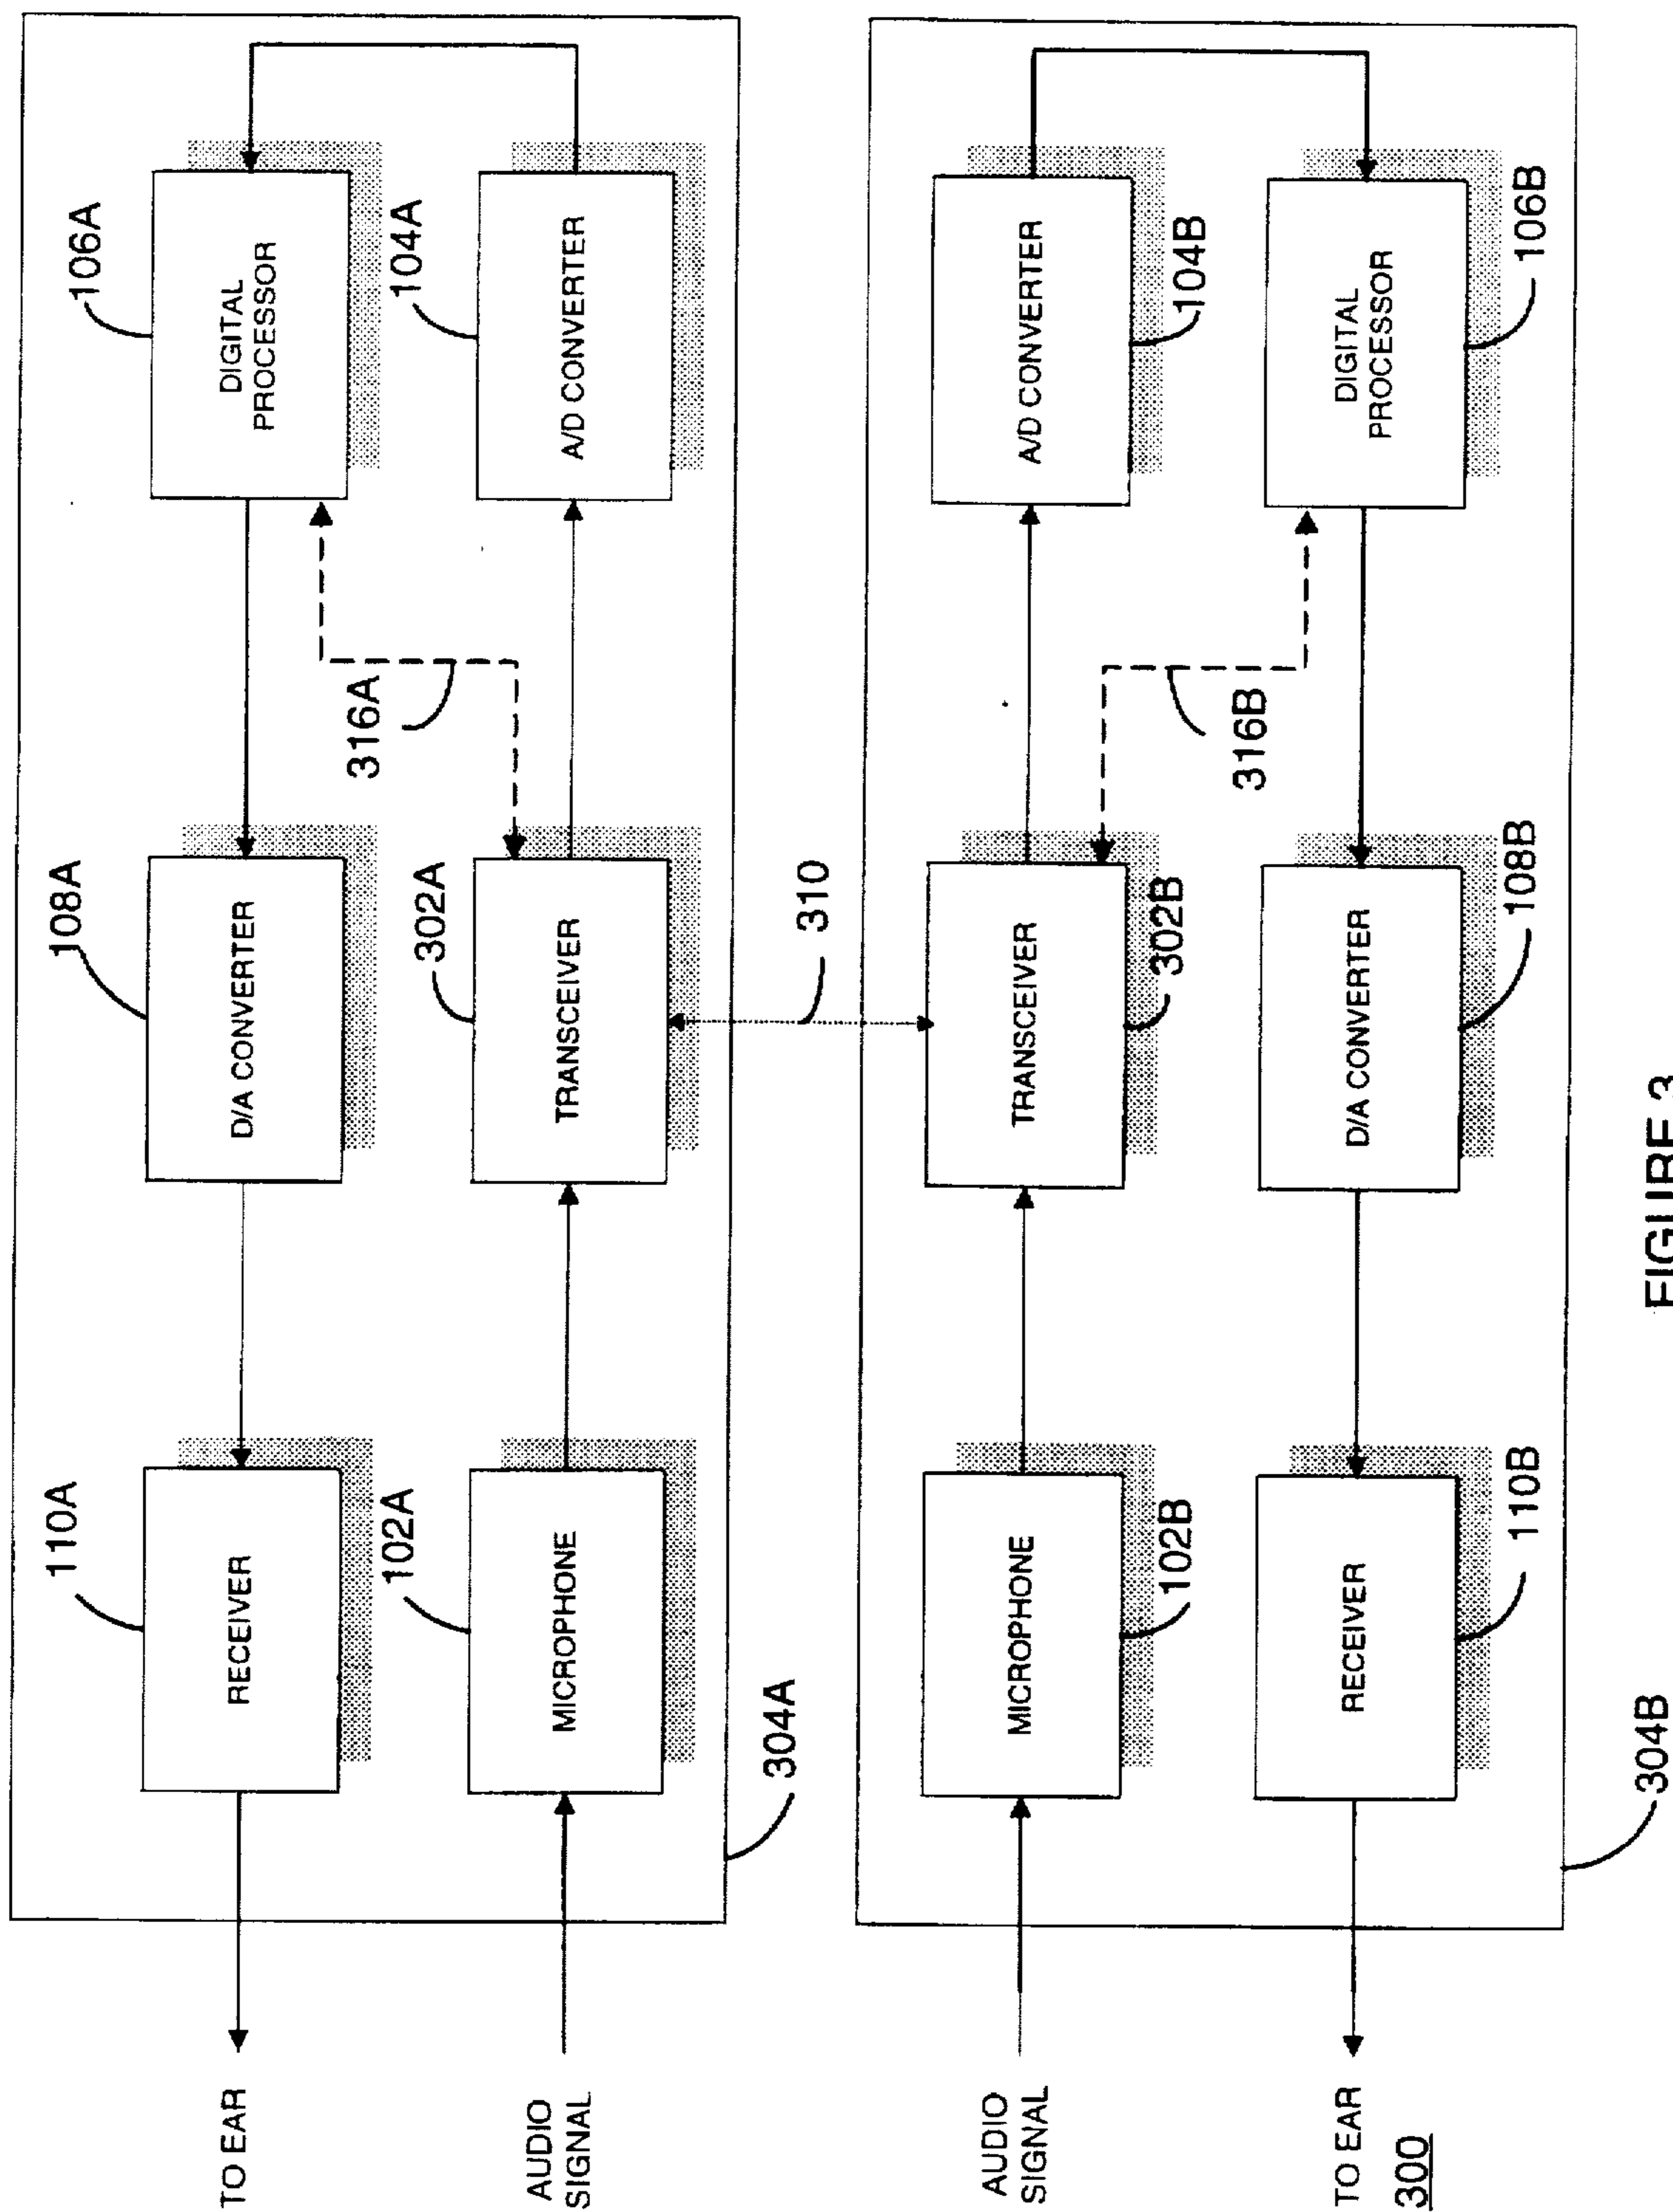 TO EAR
RECEIVER
110A
D/A CONVERTER
108A
DIGITAL
PROCESSOR
106A
AUDIO
SIGNAL
MICROPHONE
102A
TRANSCEIVER
302A
316A
A/D CONVERTER
104A
304A
310
AUDIO
SIGNAL
MICROPHONE
102B
TRANSCEIVER
302B
316B
A/D CONVERTER
104B
TO EAR
RECEIVER
110B
D/A CONVERTER
108B
DIGITAL
PROCESSOR
106B
300
304B
FIGURE 3